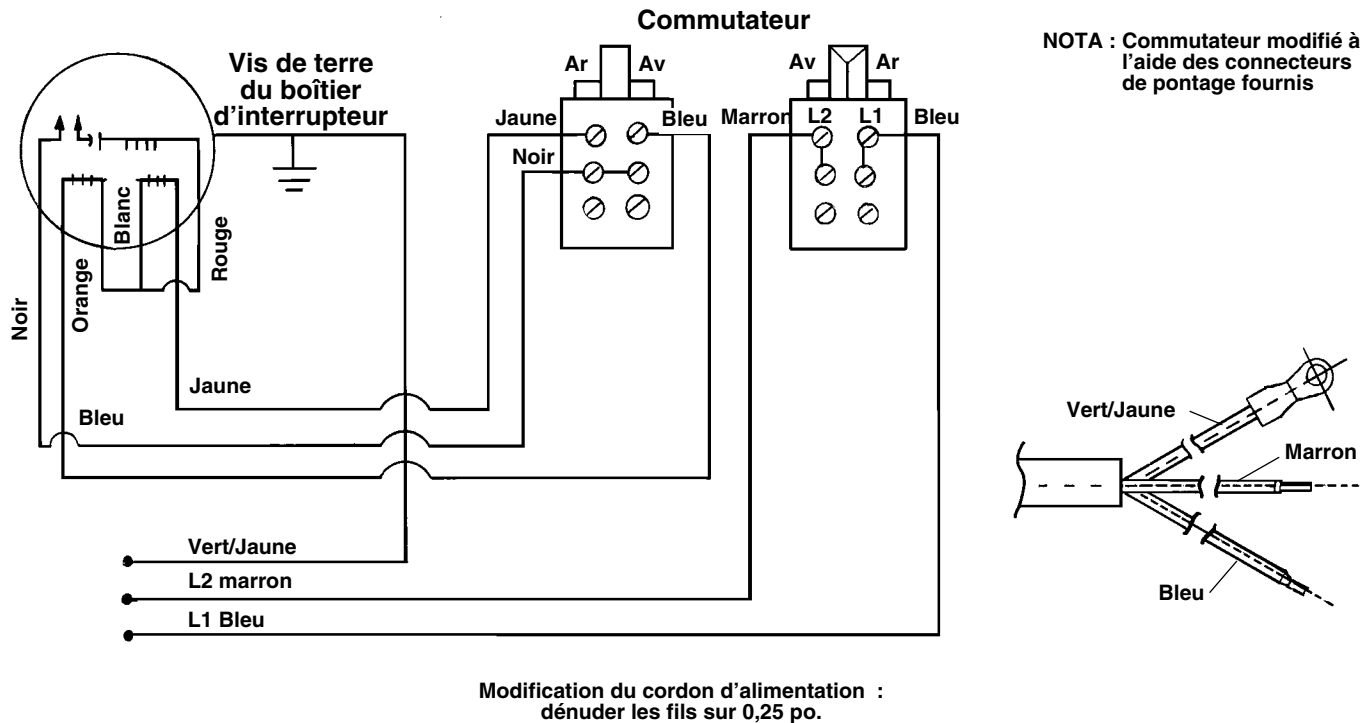 Commutateur
NOTA : Commutateur modifié à
l'aide des connecteurs
de pontage fournis
Vis de terre
du boîtier
d'interrupteur
Ar
Av
Av
Ar
Jaune
Bleu
Marron
L2
L1
Bleu
Noir
Blanc
Rouge
Orange
Noir
Jaune
Bleu
Vert/Jaune
Marron
Bleu
Vert/Jaune
L2 marron
L1 Bleu
Modification du cordon d'alimentation :
dénuder les fils sur 0,25 po.